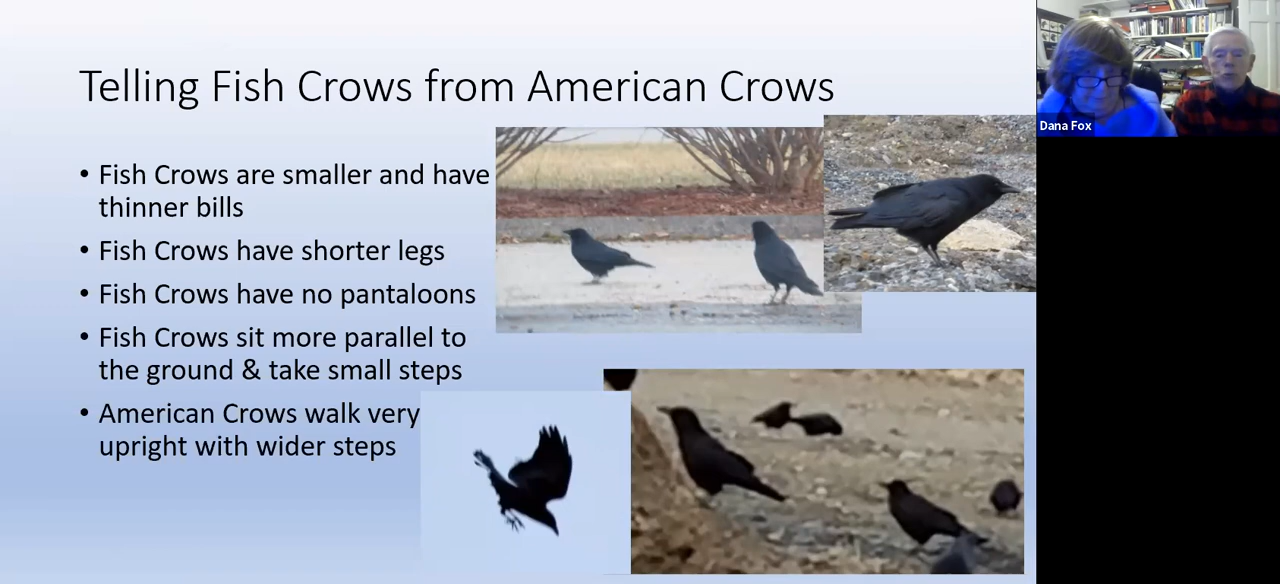 Telling Fish Crows from American Crows
• Fish Crows are smaller and have
thinner bills
• Fish Crows have shorter legs
• Fish Crows have no pantaloons
• Fish Crows sit more parallel to
the ground & take small steps
• American Crows walk very
upright with wider steps
Dana Fox